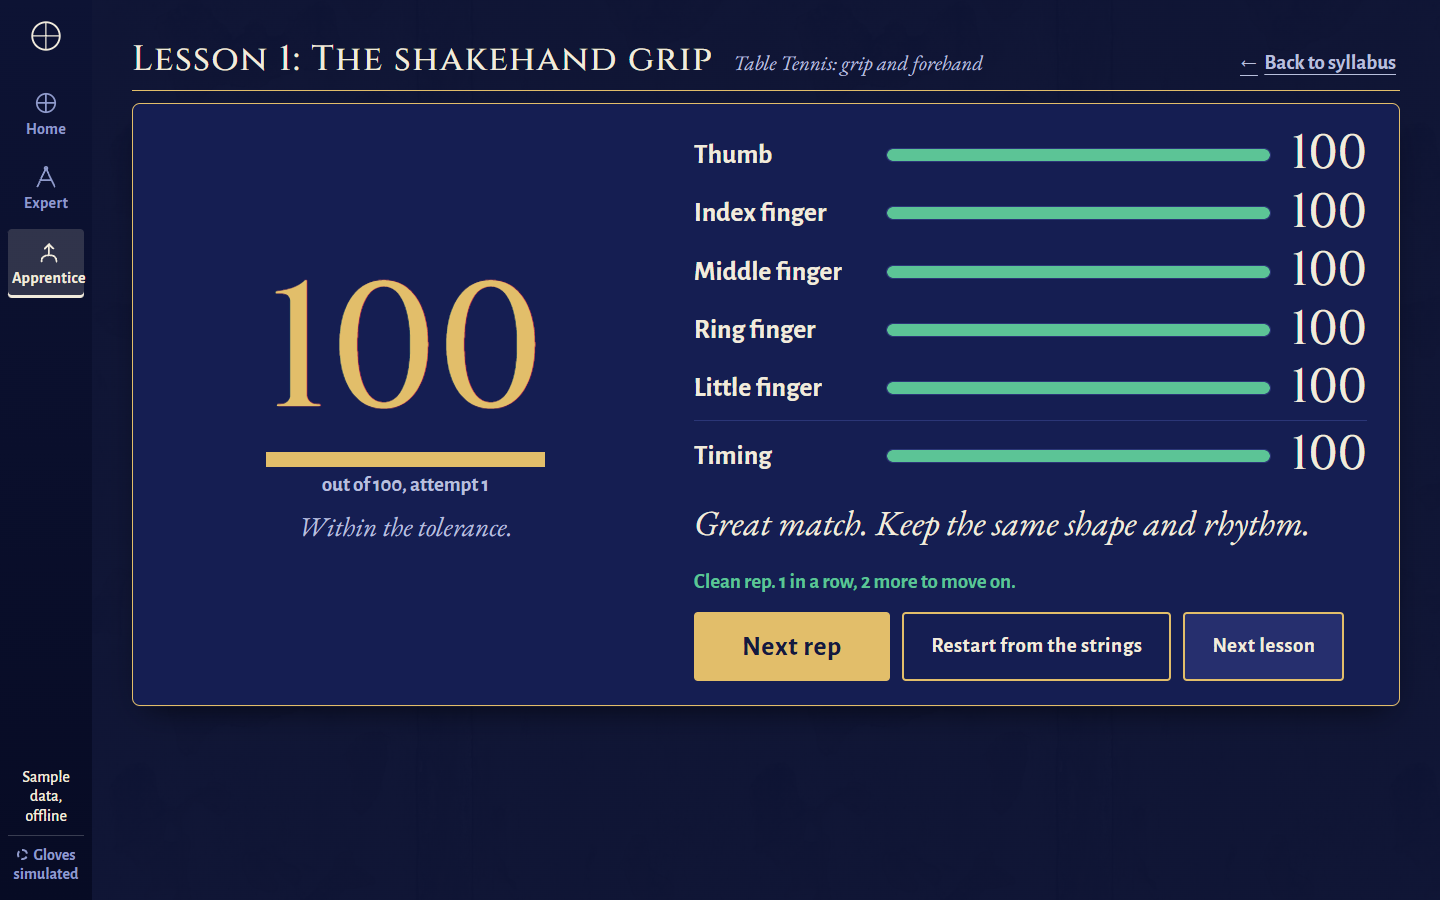 Lesson 1: The shakehand grip
Table Tennis: grip and forehand
← Back to syllabus
Home
Expert
Apprentice
Sample
data,
offline
Gloves
simulated
100
out of 100, attempt 1
Within the tolerance.
Thumb 100
Index finger 100
Middle finger 100
Ring finger 100
Little finger 100
Timing 100
Great match. Keep the same shape and rhythm.
Clean rep. 1 in a row, 2 more to move on.
Next rep
Restart from the strings
Next lesson